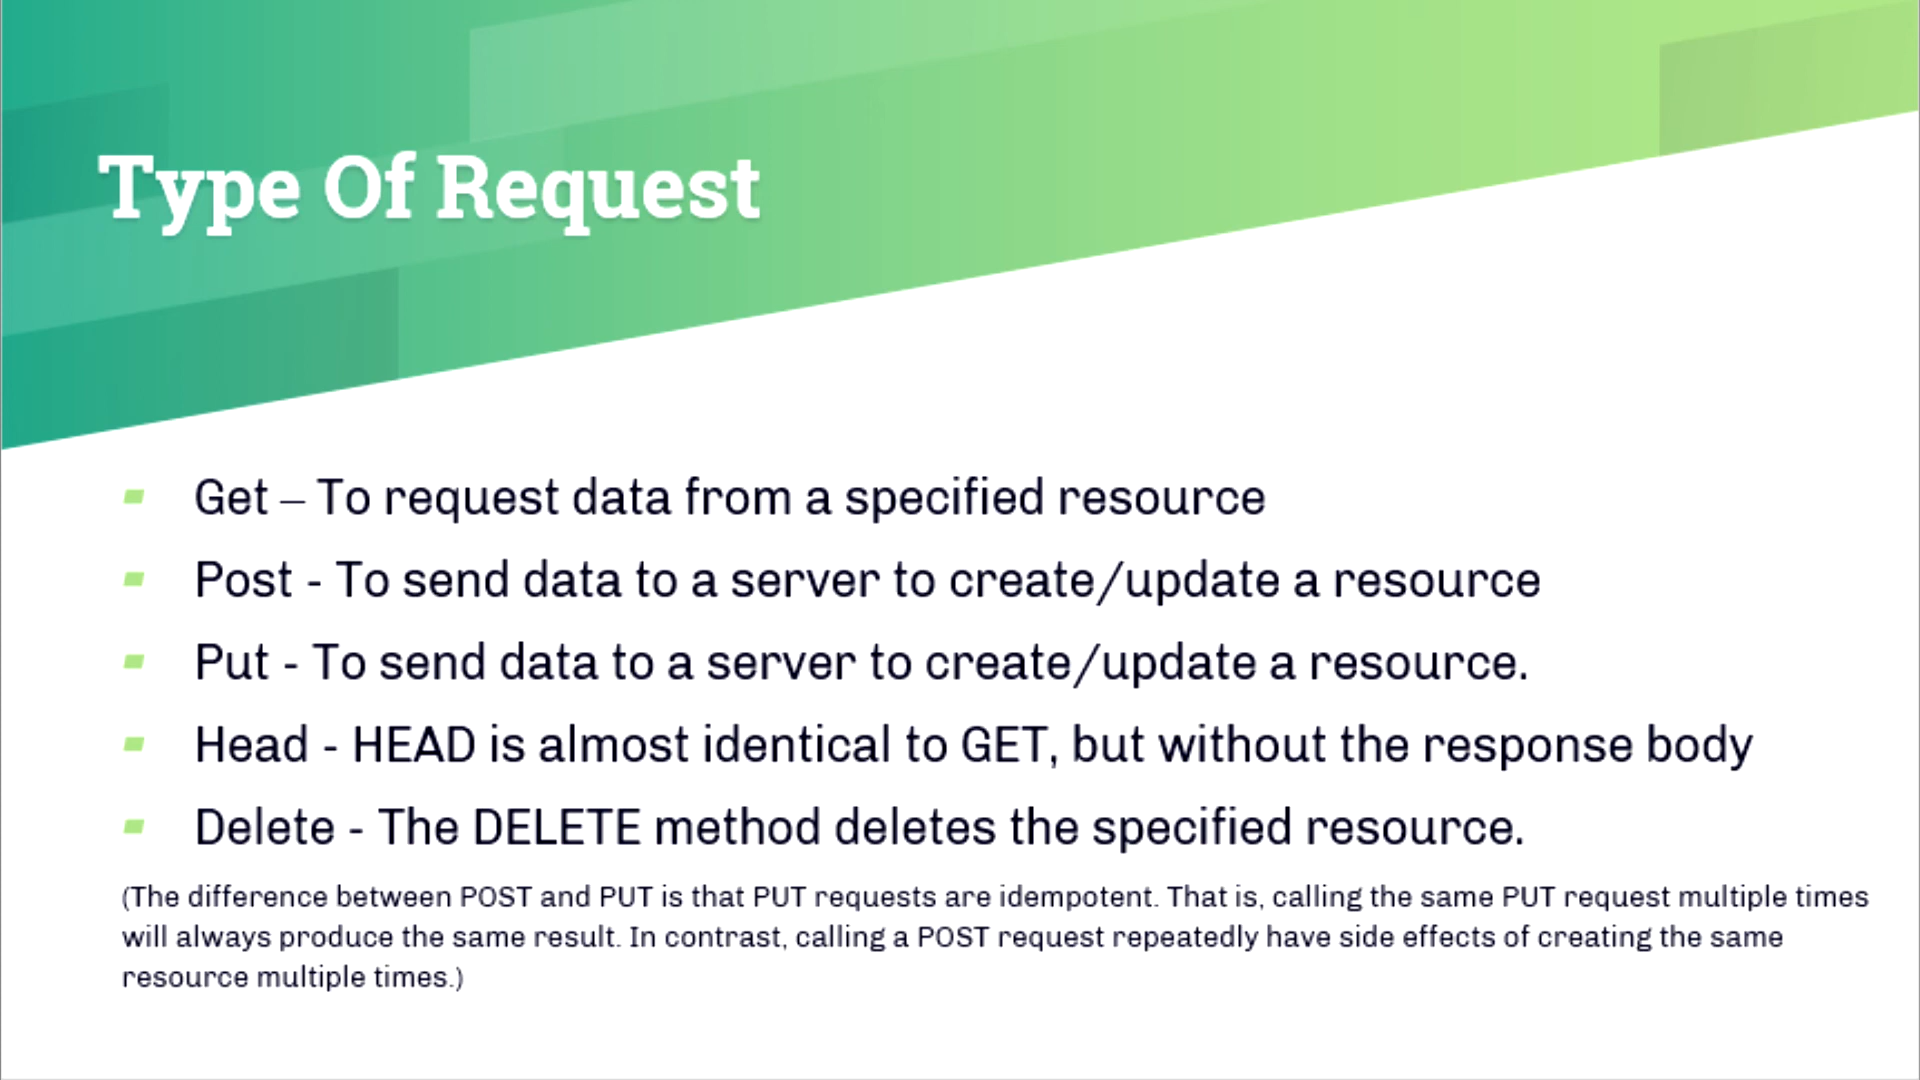 Type Of Request
Get – To request data from a specified resource
Post - To send data to a server to create/update a resource
Put - To send data to a server to create/update a resource.
Head - HEAD is almost identical to GET, but without the response body
Delete - The DELETE method deletes the specified resource.
(The difference between POST and PUT is that PUT requests are idempotent. That is, calling the same PUT request multiple times
will always produce the same result. In contrast, calling a POST request repeatedly have side effects of creating the same
resource multiple times.)